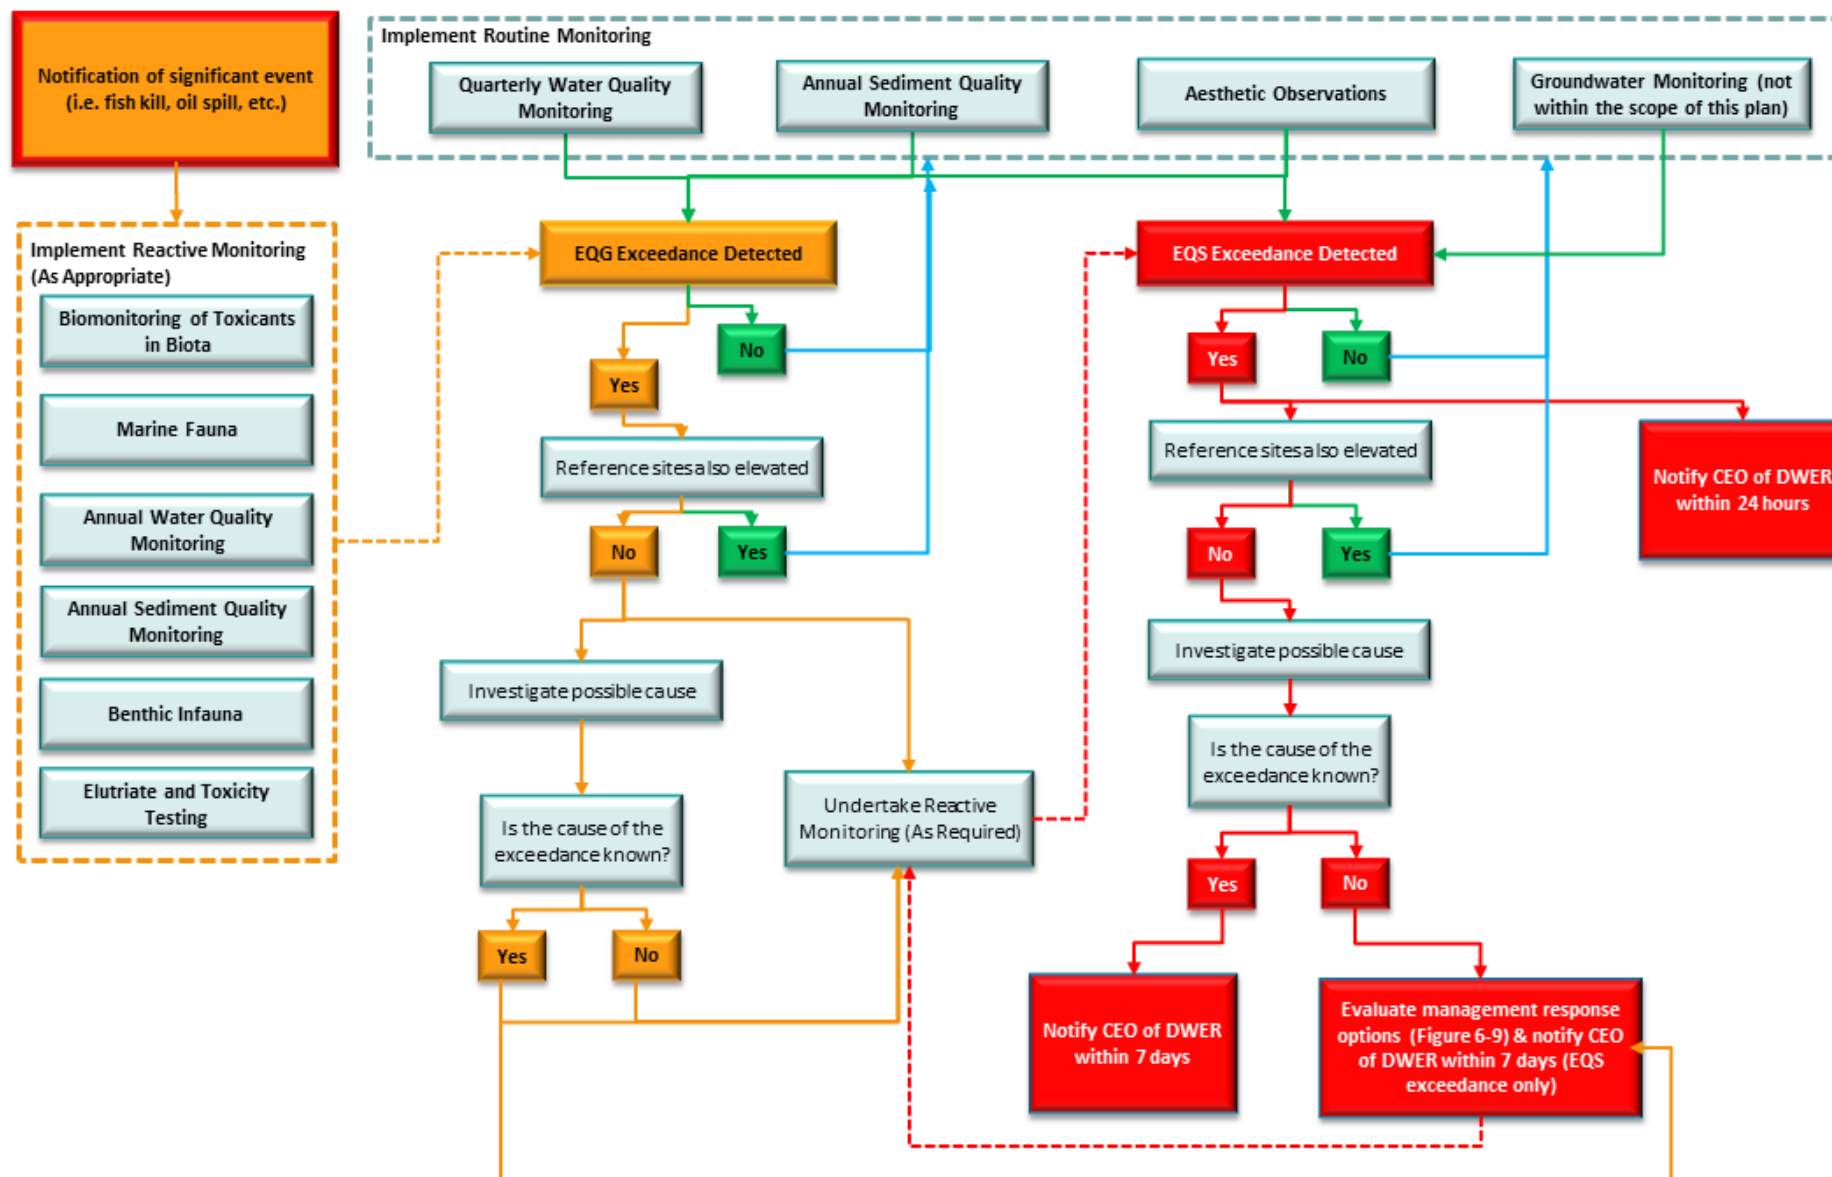 Notification of significant event
(i.e. fish kill, oil spill, etc.)
Implement Routine Monitoring
Quarterly Water Quality
Monitoring
Annual Sediment Quality
Monitoring
Aesthetic Observations
Groundwater Monitoring (not
within the scope of this plan)
Implement Reactive Monitoring
(As Appropriate)
Biomonitoring of Toxicants
in Biota
Marine Fauna
Annual Water Quality
Monitoring
Annual Sediment Quality
Monitoring
Benthic Infauna
Elutriate and Toxicity
Testing
EQG Exceedance Detected
No
Yes
Reference sites also elevated
No
Yes
Investigate possible cause
Is the cause of the
exceedance known?
Yes
No
Undertake Reactive
Monitoring (As Required)
EQS Exceedance Detected
Yes
No
Reference sites also elevated
Notify CEO of DWER
within 24 hours
No
Yes
Investigate possible cause
Is the cause of the
exceedance known?
Yes
No
Notify CEO of DWER
within 7 days
Evaluate management response
options (Figure 6-9) & notify CEO
of DWER within 7 days (EQS
exceedance only)